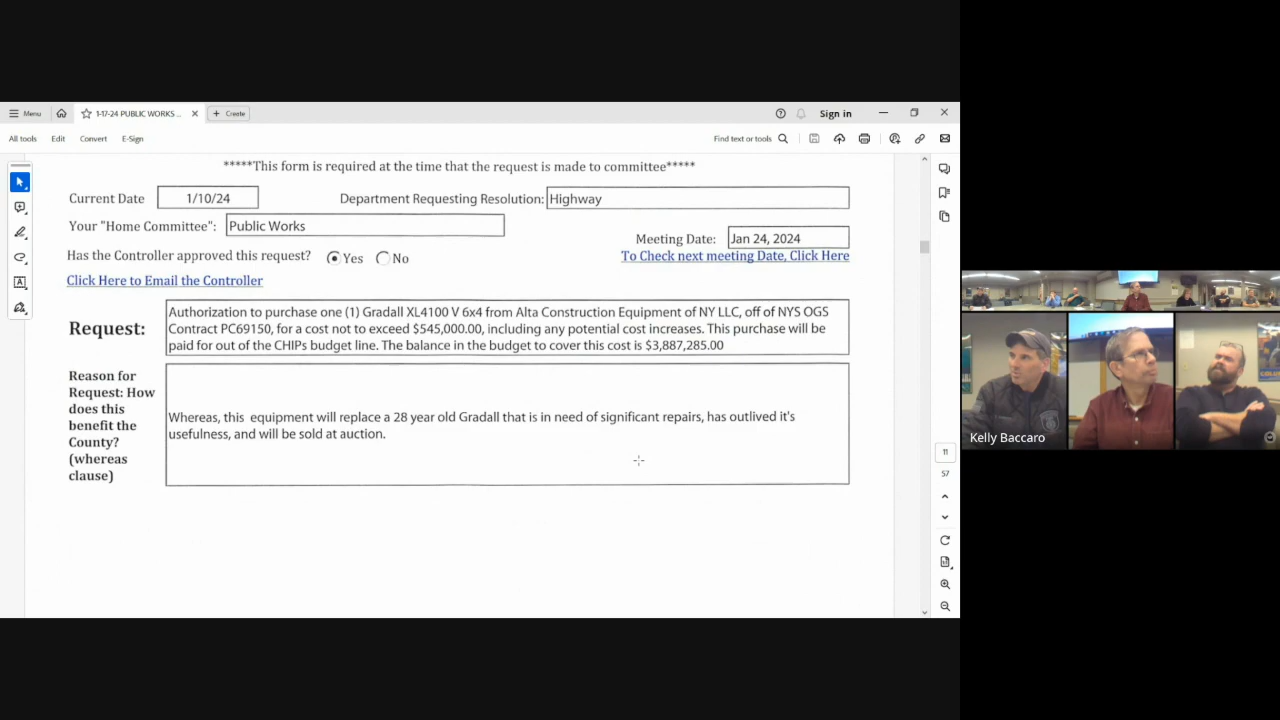 Menu
1-17-24 PUBLIC WORKS ...
Create
Sign in
All tools
Edit
Convert
E-Sign
Find text or tools
*****This form is required at the time that the request is made to committee*****
Current Date
1/10/24
Department Requesting Resolution:
Highway
Your "Home Committee":
Public Works
Meeting Date:
Jan 24, 2024
Has the Controller approved this request?
Yes
No
To Check next meeting Date, Click Here
Click Here to Email the Controller
Request:
Authorization to purchase one (1) Gradall XL4100 V 6x4 from Alta Construction Equipment of NY LLC, off of NYS OGS
Contract PC69150, for a cost not to exceed $545,000.00, including any potential cost increases. This purchase will be
paid for out of the CHIPs budget line. The balance in the budget to cover this cost is $3,887,285.00
Reason for
Request: How
does this
benefit the
County?
(whereas
clause)
Whereas, this equipment will replace a 28 year old Gradall that is in need of significant repairs, has outlived it's
usefulness, and will be sold at auction.
11
57
Kelly Baccaro